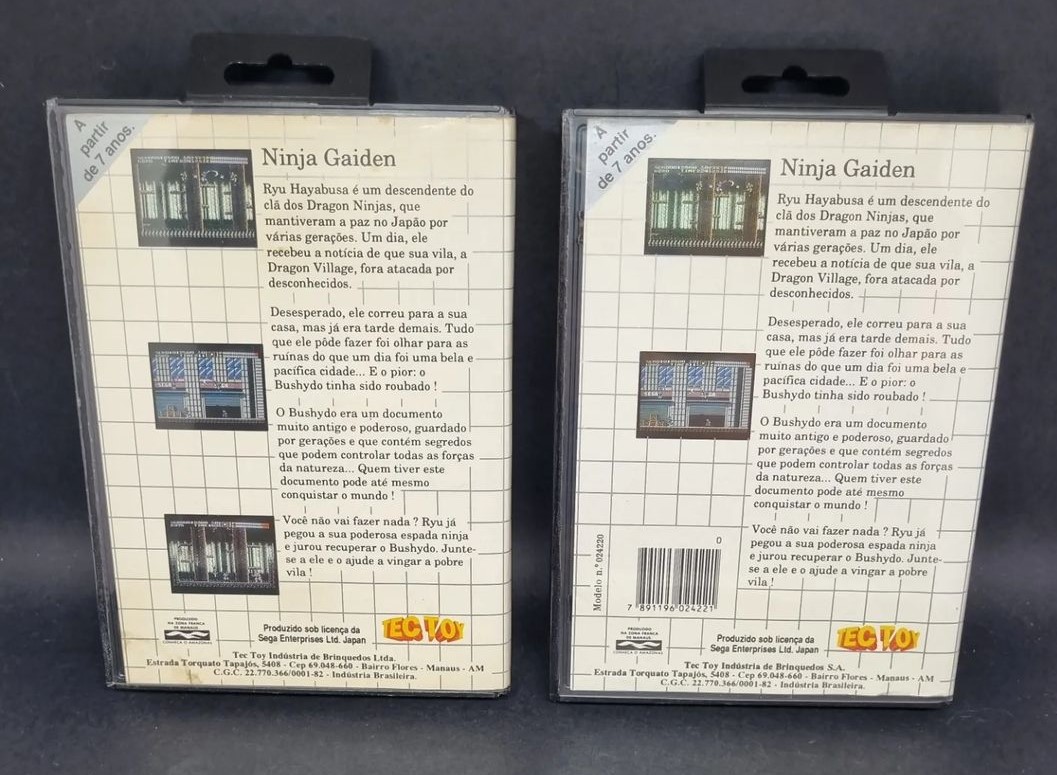 A
partir
de 7 anos.
Ninja Gaiden
Ryu Hayabusa é um descendente do
clã dos Dragon Ninjas, que
mantiveram a paz no Japão por
várias gerações. Um dia, ele
recebeu a notícia de que sua vila, a
Dragon Village, fora atacada por
desconhecidos.
Desesperado, ele correu para a sua
casa, mas já era tarde demais. Tudo
que ele pôde fazer foi olhar para as
ruínas do que um dia foi uma bela e
pacífica cidade... E o pior: o
Bushydo tinha sido roubado !
O Bushydo era um documento
muito antigo e poderoso, guardado
por gerações e que contém segredos
que podem controlar todas as forças
da natureza... Quem tiver este
documento pode até mesmo
conquistar o mundo !
Você não vai fazer nada ? Ryu já
pegou a sua poderosa espada ninja
e jurou recuperar o Bushydo. Junte-
se a ele e o ajude a vingar a pobre
vila !
PRODUZIDO
NA ZONA FRANCA
DE MANAUS
CONHEÇA O AMAZONAS
Produzido sob licença da
Sega Enterprises Ltd. Japan
TEC TOY
Tec Toy Indústria de Brinquedos Ltda.
Estrada Torquato Tapajós, 5408 - Cep 69.048-660 - Bairro Flores - Manaus - AM
C.G.C. 22.770.366/0001-82 - Indústria Brasileira.
A
partir
de 7 anos.
Ninja Gaiden
Ryu Hayabusa é um descendente do
clã dos Dragon Ninjas, que
mantiveram a paz no Japão por
várias gerações. Um dia, ele
recebeu a notícia de que sua vila, a
Dragon Village, fora atacada por
desconhecidos.
Desesperado, ele correu para a sua
casa, mas já era tarde demais. Tudo
que ele pôde fazer foi olhar para as
ruínas do que um dia foi uma bela e
pacífica cidade... E o pior: o
Bushydo tinha sido roubado !
O Bushydo era um documento
muito antigo e poderoso, guardado
por gerações e que contém segredos
que podem controlar todas as forças
da natureza... Quem tiver este
documento pode até mesmo
conquistar o mundo !
Você não vai fazer nada ? Ryu já
pegou a sua poderosa espada ninja
e jurou recuperar o Bushydo. Junte-
se a ele e o ajude a vingar a pobre
vila !
Modelo n.º 024220
0
7 891196 024221
PRODUZIDO
NA ZONA FRANCA
DE MANAUS
CONHEÇA O AMAZONAS
Produzido sob licença da
Sega Enterprises Ltd. Japan
TEC TOY
Tec Toy Indústria de Brinquedos S.A.
Estrada Torquato Tapajós, 5408 - Cep 69.048-660 - Bairro Flores - Manaus - AM
C.G.C. 22.770.366/0001-82 - Indústria Brasileira.